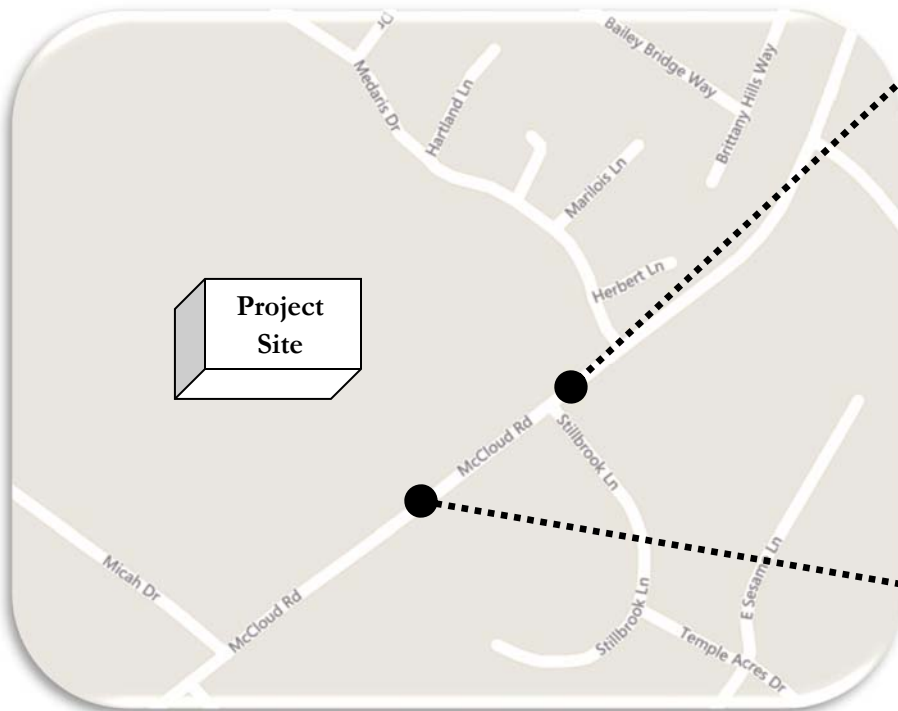 Bailey Bridge Way
Brittany Hills Way
Medaris Dr
Hartland Ln
Marilois Ln
Herbert Ln
Project
Site
McCloud Rd
Stillbrook Ln
Micah Dr
McCloud Rd
Stillbrook Ln
E Sesame Ln
Temple Acres Dr